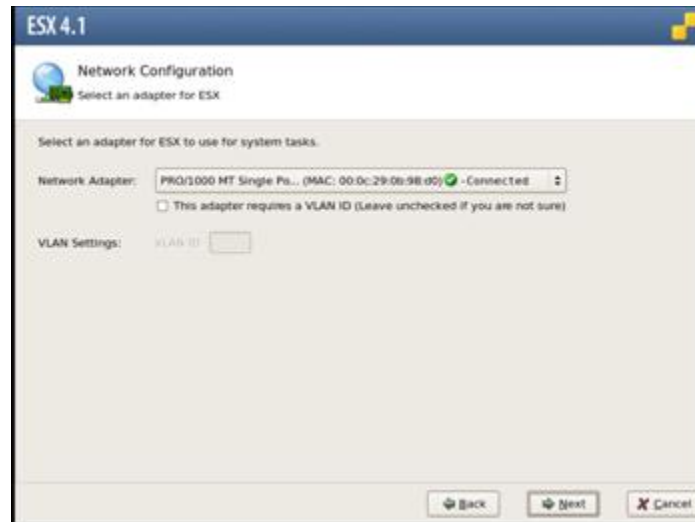 ESX 4.1
Network Configuration
Select an adapter for ESX
Select an adapter for ESX to use for system tasks.
Network Adapter: PRO/1000 MT Single Po... (MAC: 00:0c:29:0b:98:d0) - Connected
This adapter requires a VLAN ID (Leave unchecked if you are not sure)
VLAN Settings: VLAN ID:
Back Next Cancel